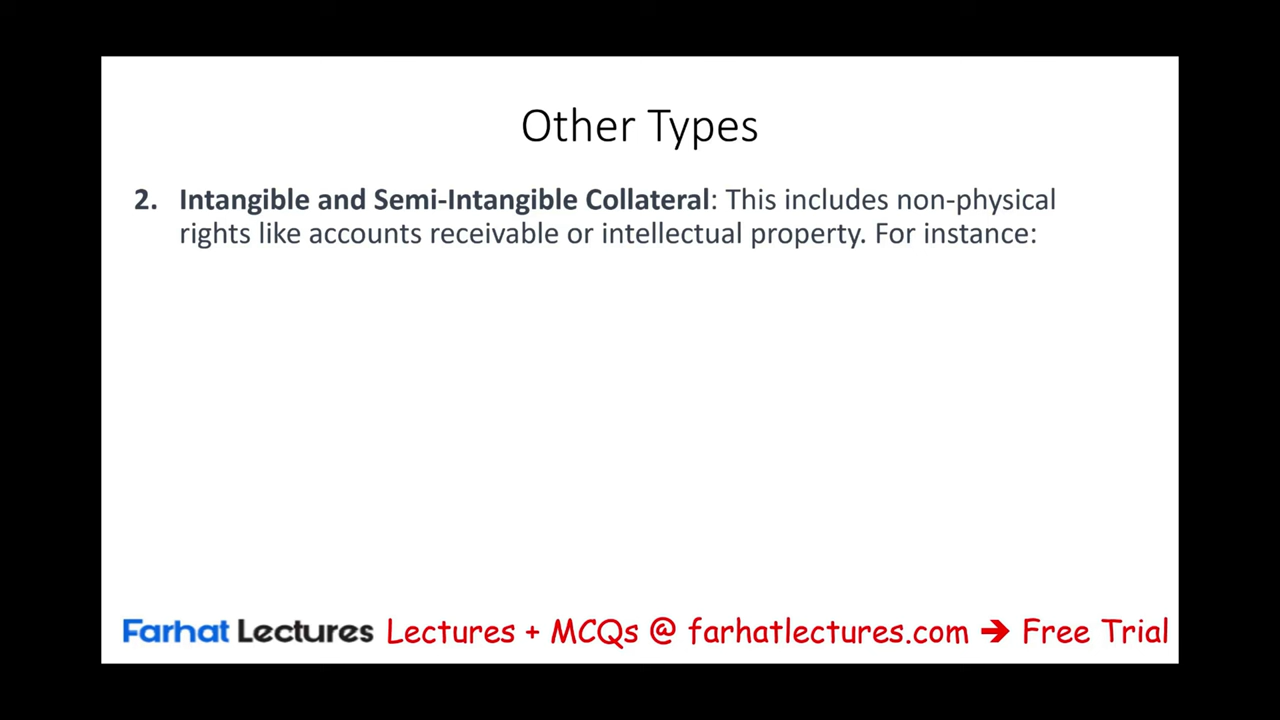 Other Types
2. Intangible and Semi-Intangible Collateral: This includes non-physical
rights like accounts receivable or intellectual property. For instance:
Farhat Lectures Lectures + MCQs @ farhatlectures.com ➔ Free Trial